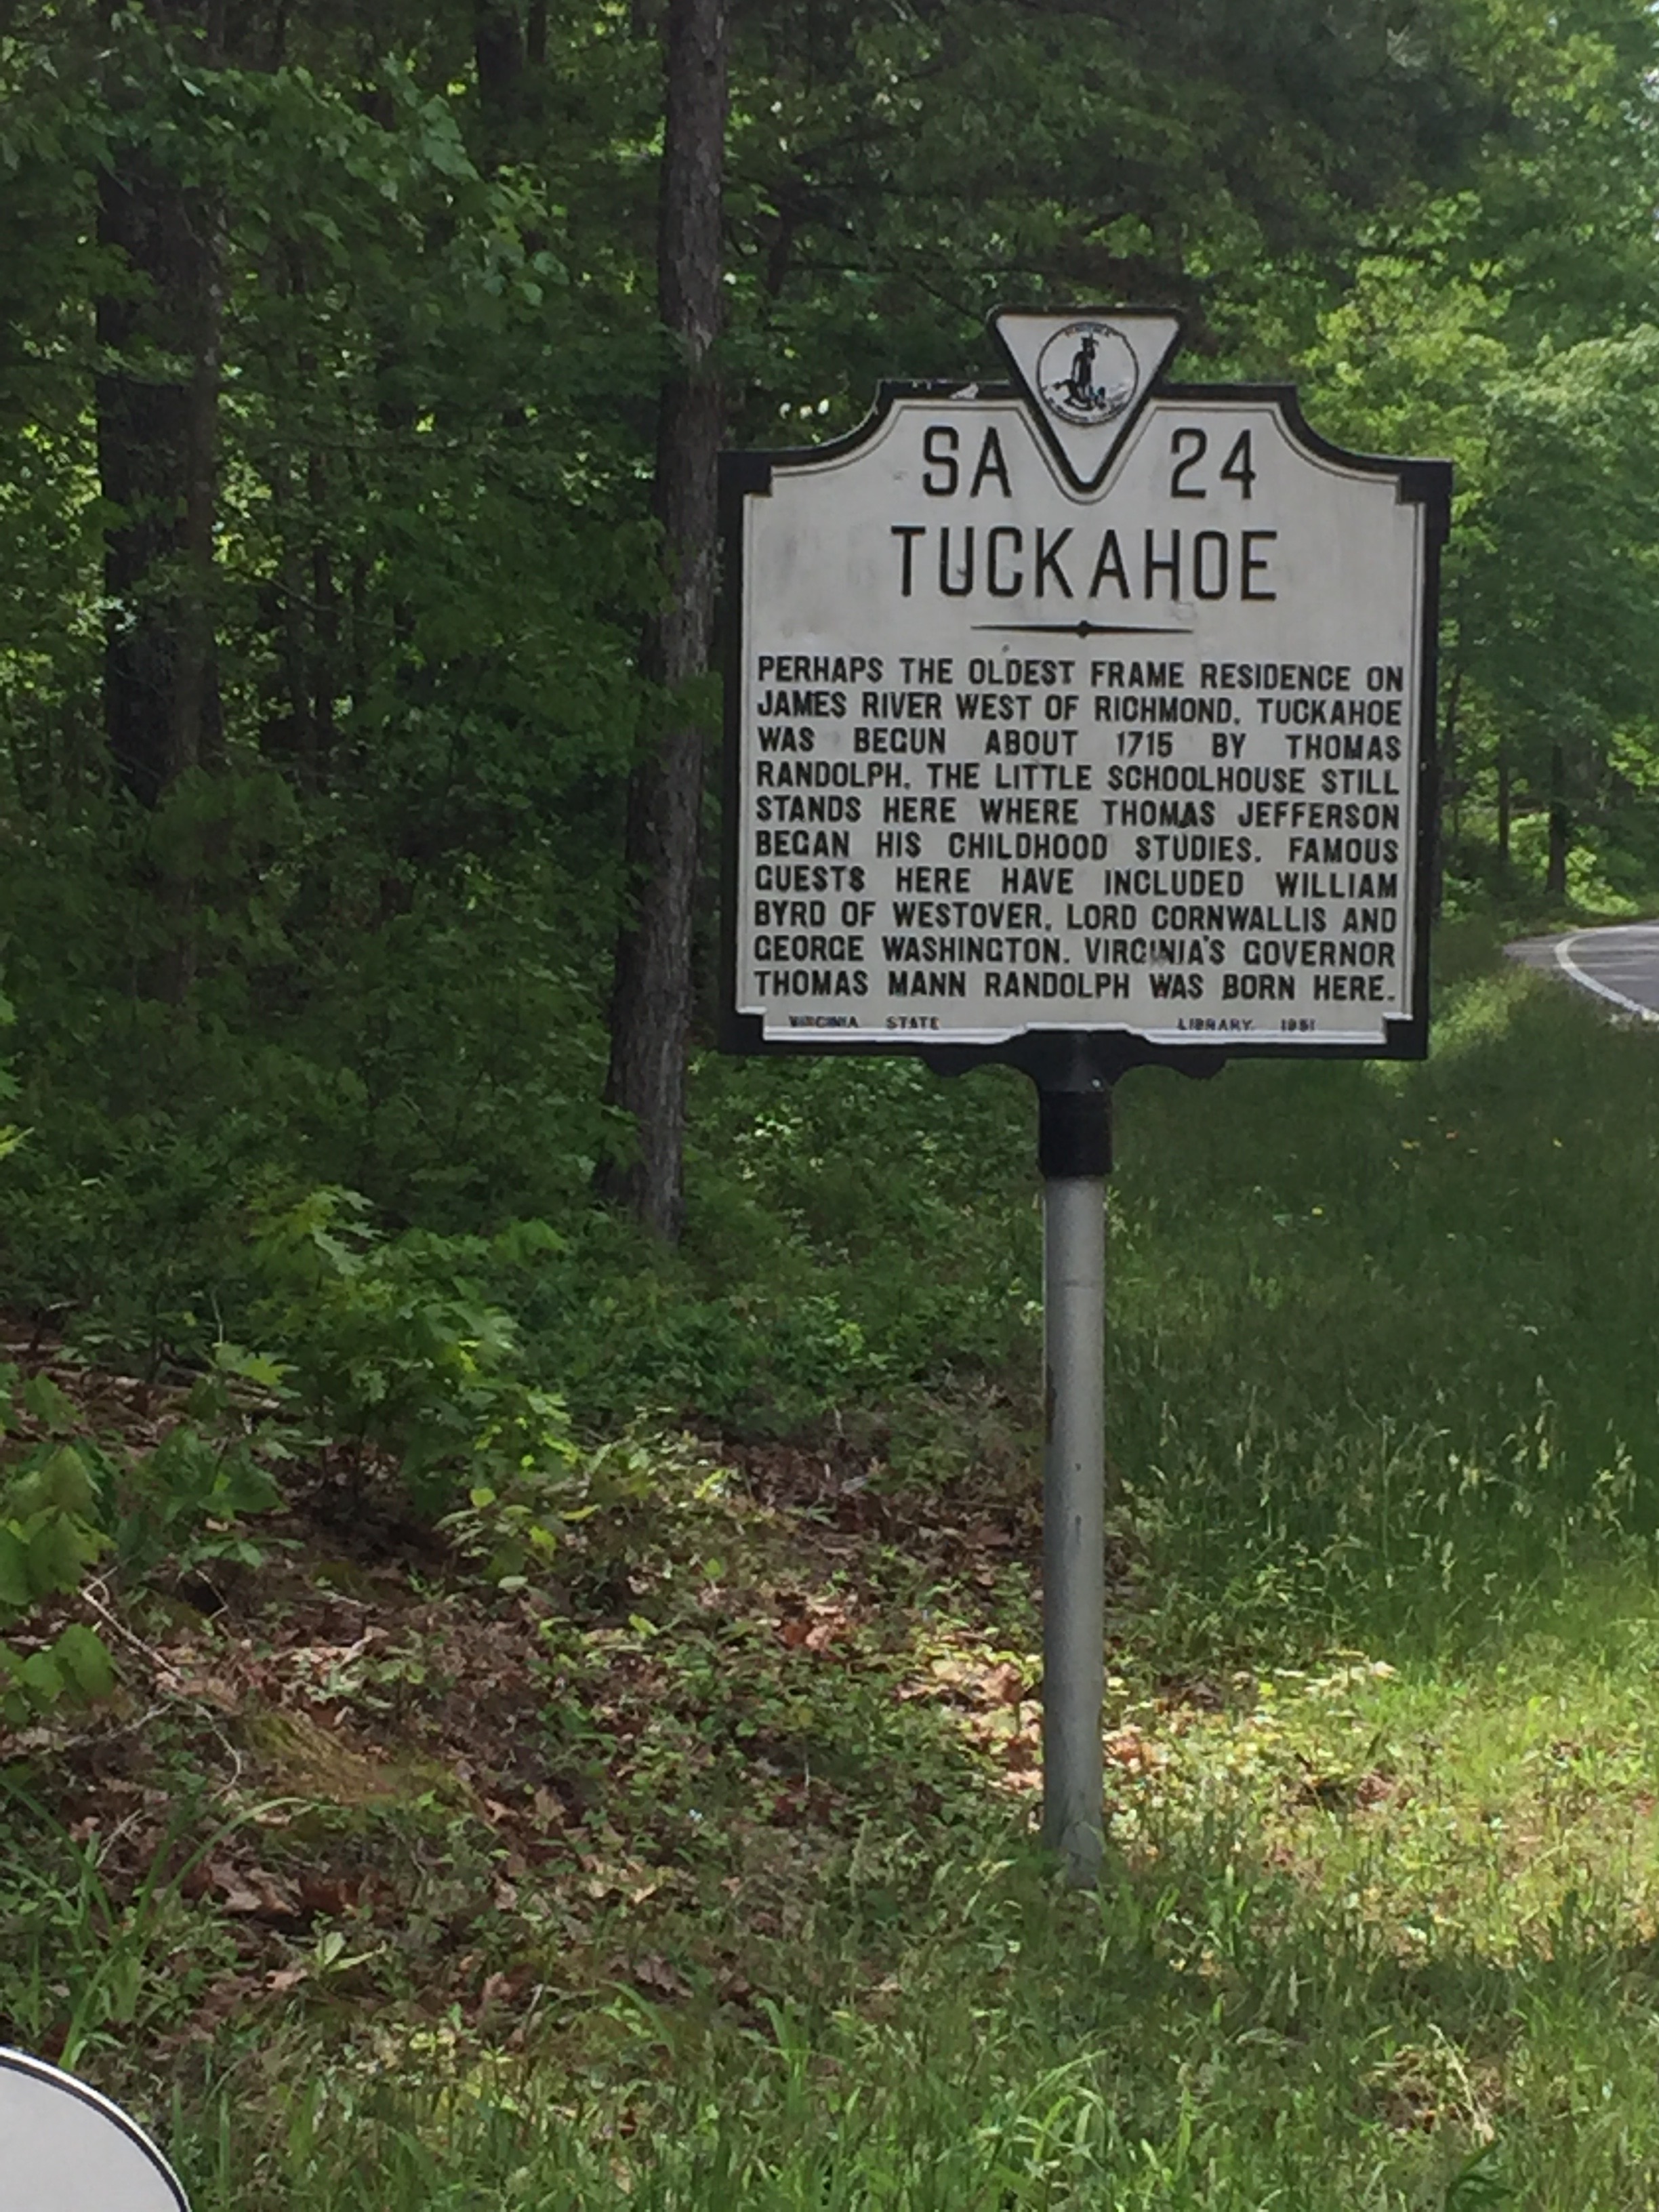 VIRGINIA
SA 24
TUCKAHOE
PERHAPS THE OLDEST FRAME RESIDENCE ON
JAMES RIVER WEST OF RICHMOND, TUCKAHOE
WAS BEGUN ABOUT 1715 BY THOMAS
RANDOLPH. THE LITTLE SCHOOLHOUSE STILL
STANDS HERE WHERE THOMAS JEFFERSON
BEGAN HIS CHILDHOOD STUDIES. FAMOUS
GUESTS HERE HAVE INCLUDED WILLIAM
BYRD OF WESTOVER, LORD CORNWALLIS AND
GEORGE WASHINGTON. VIRGINIA'S GOVERNOR
THOMAS MANN RANDOLPH WAS BORN HERE.
VIRGINIA STATE LIBRARY, 1951